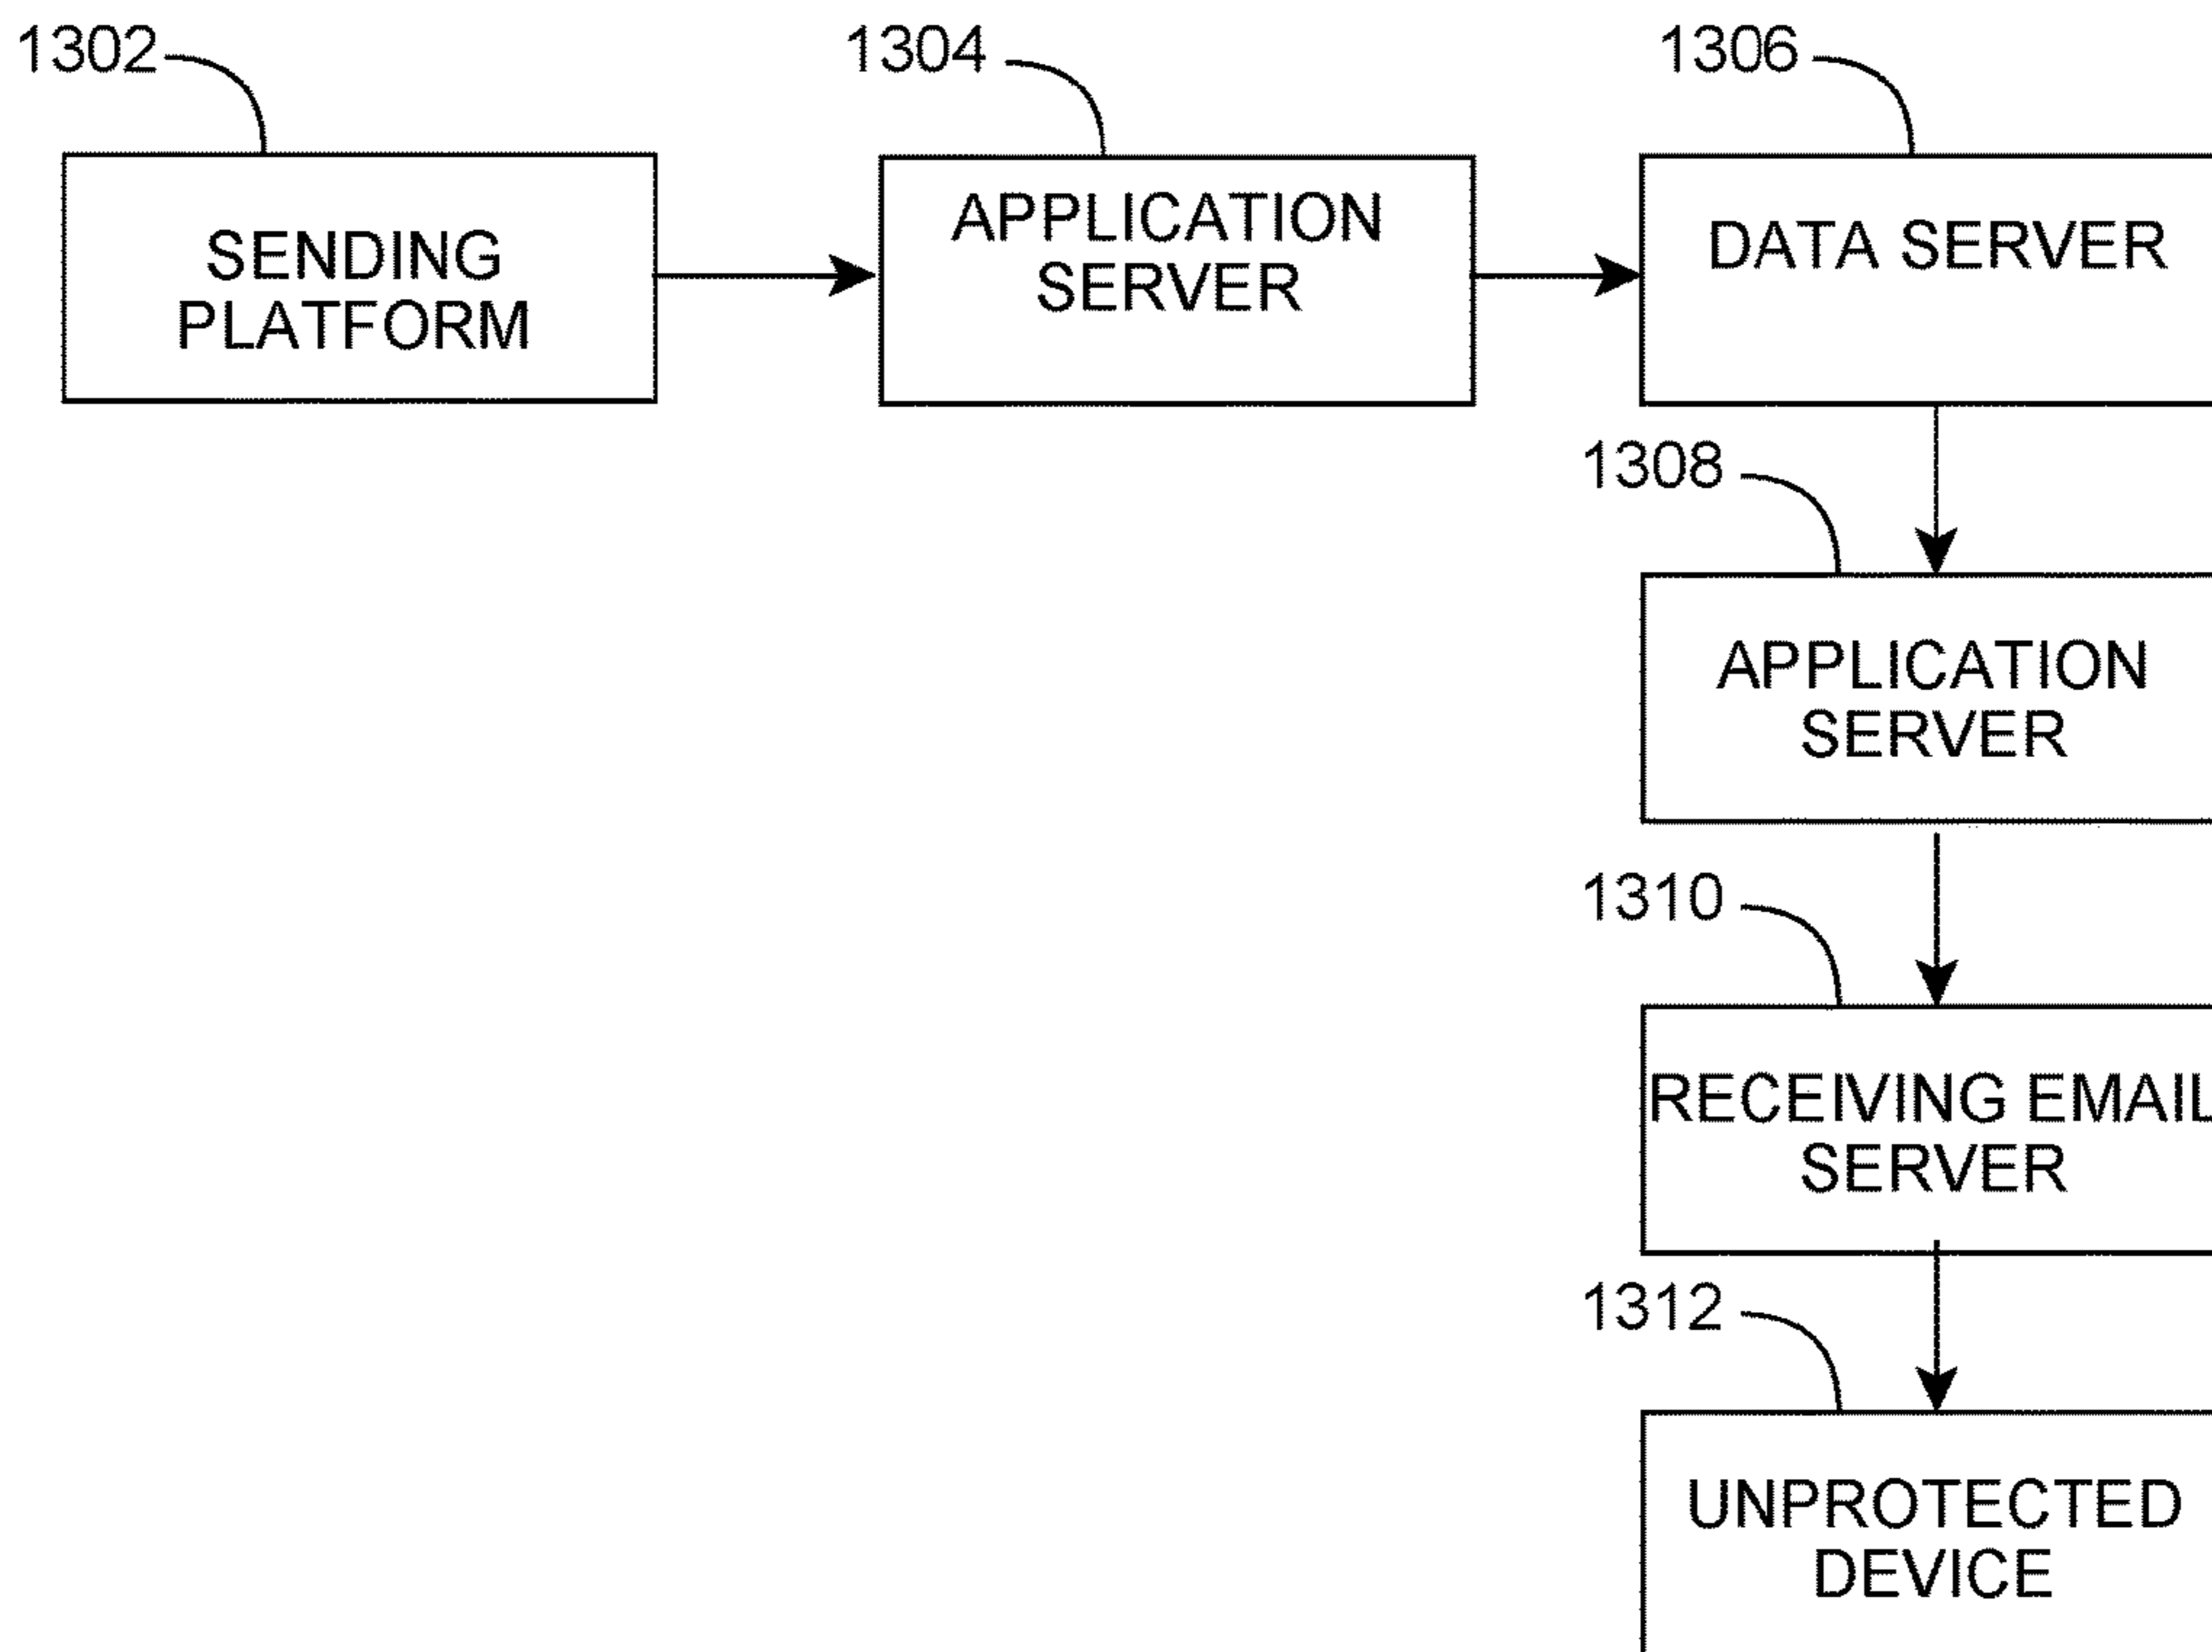 1302
1304
1306
SENDING
PLATFORM
APPLICATION
SERVER
DATA SERVER
1308
APPLICATION
SERVER
1310
RECEIVING EMAIL
SERVER
1312
UNPROTECTED
DEVICE